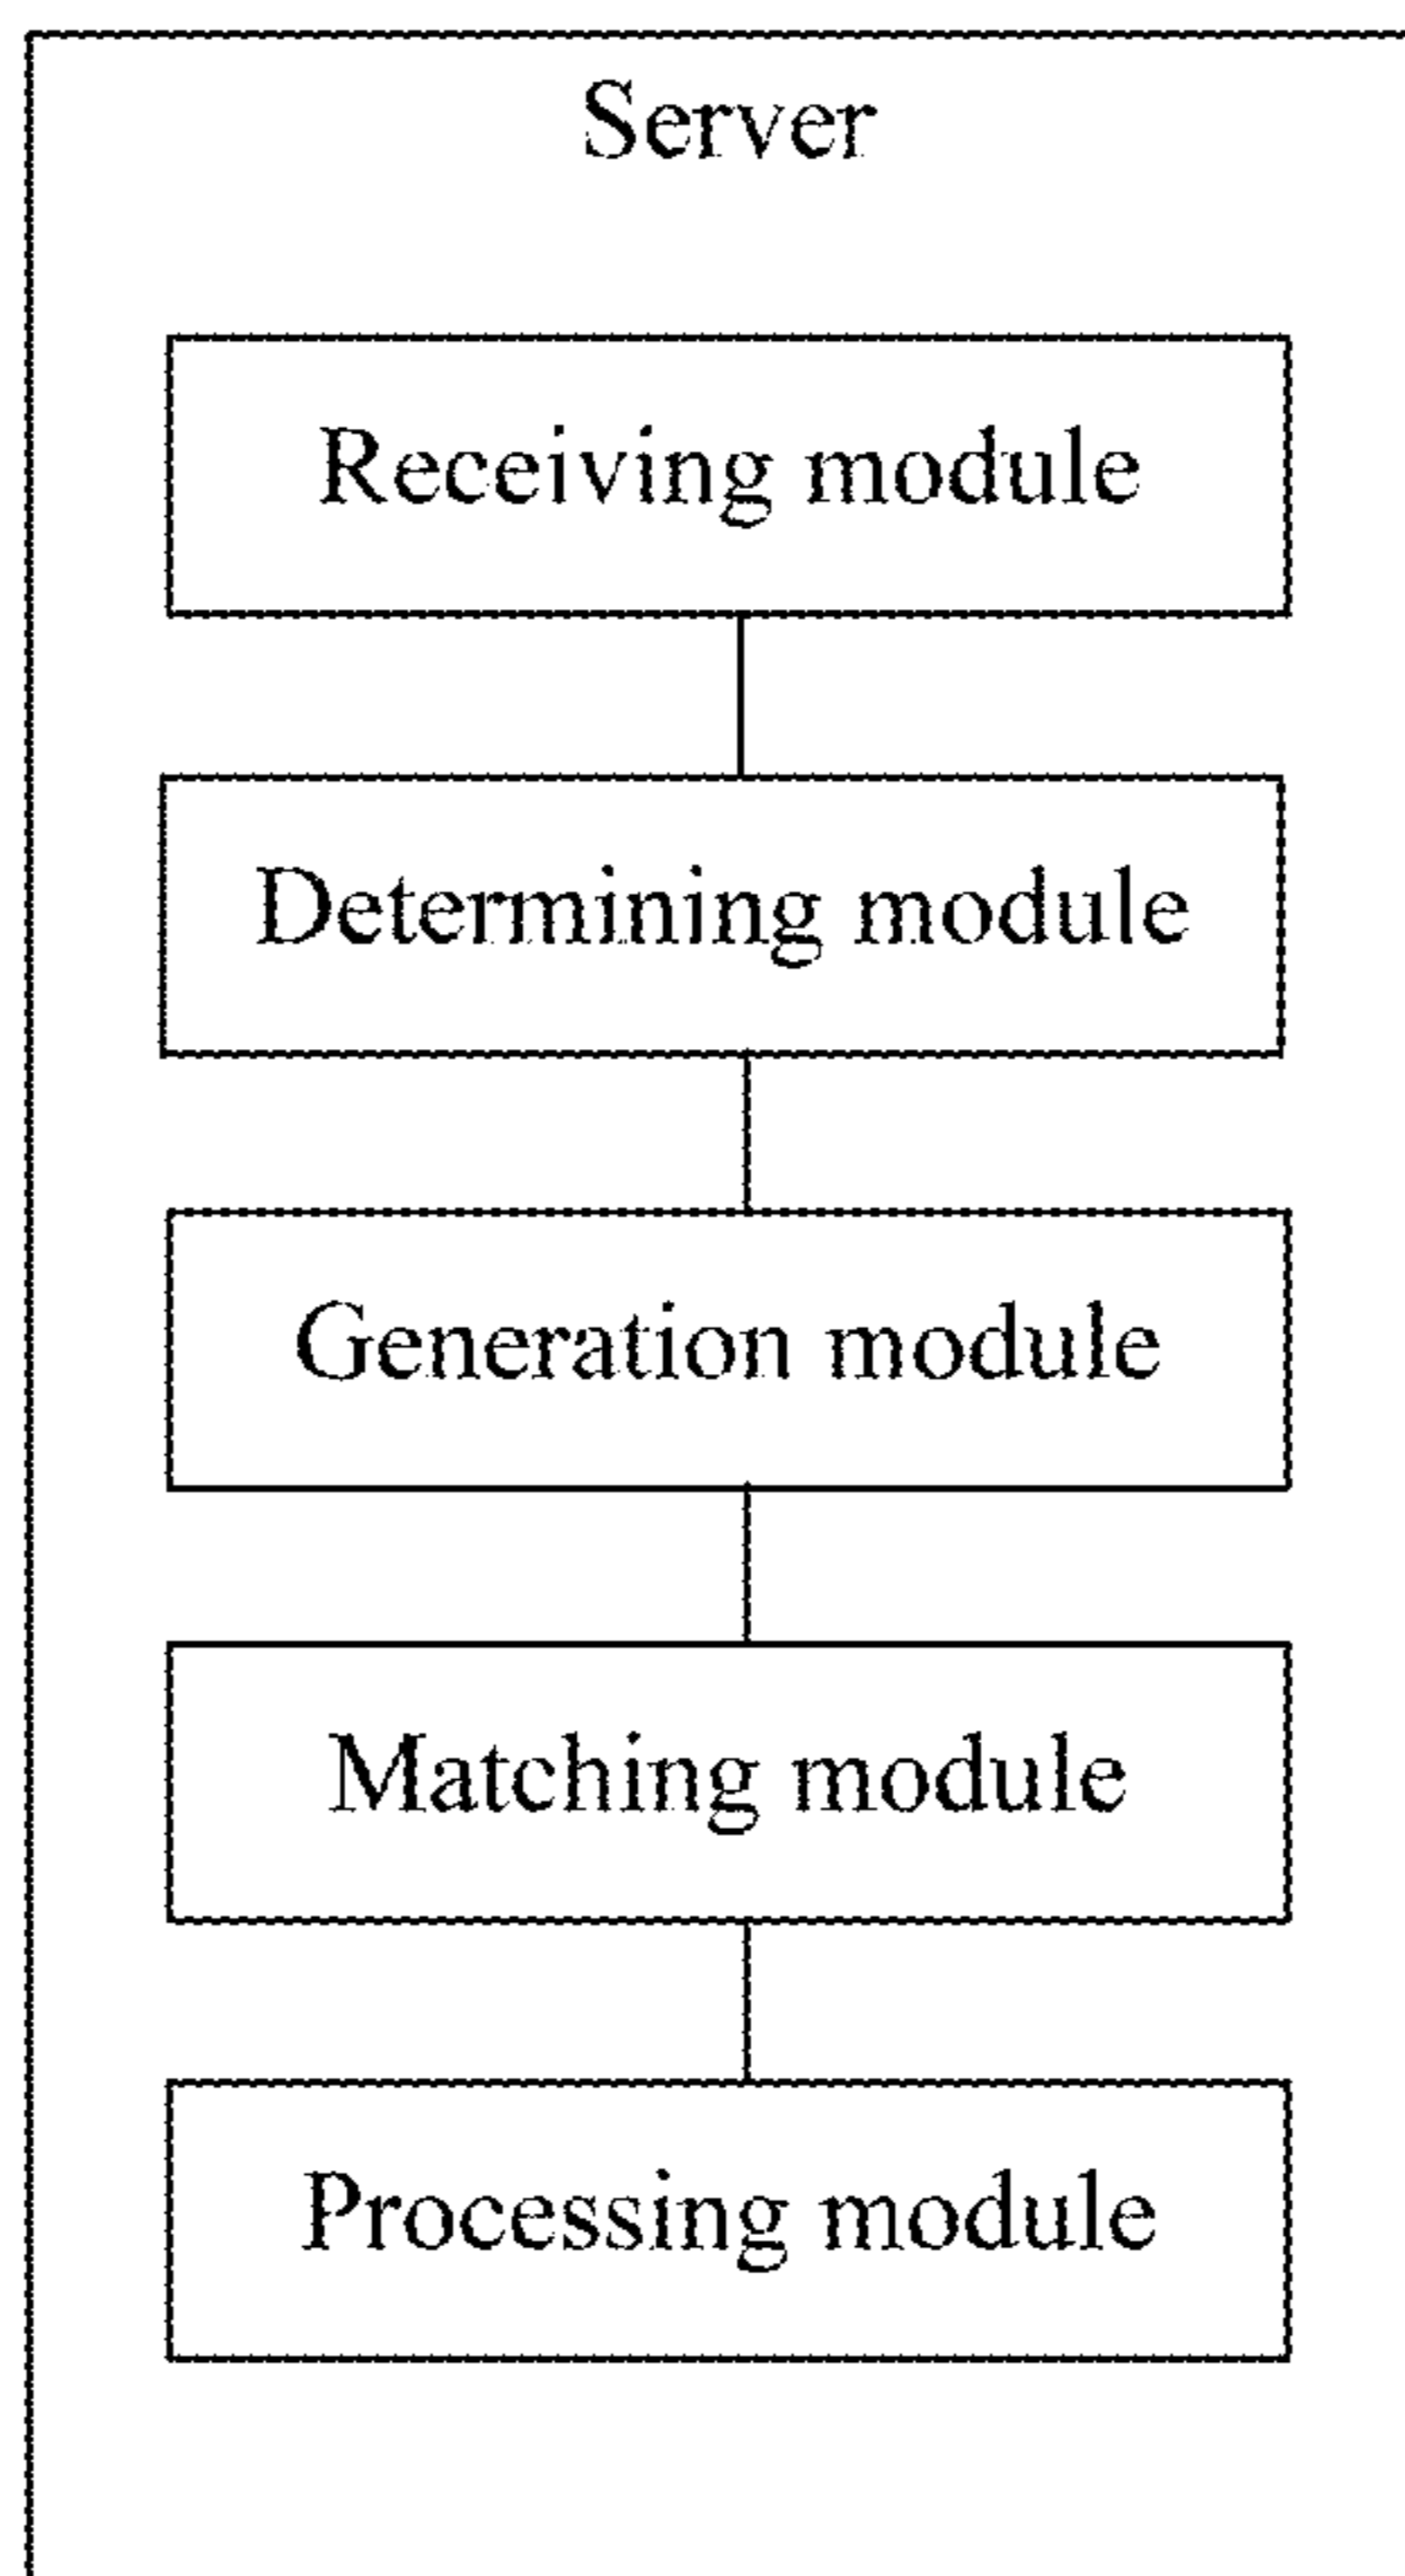 Server
Receiving module
Determining module
Generation module
Matching module
Processing module